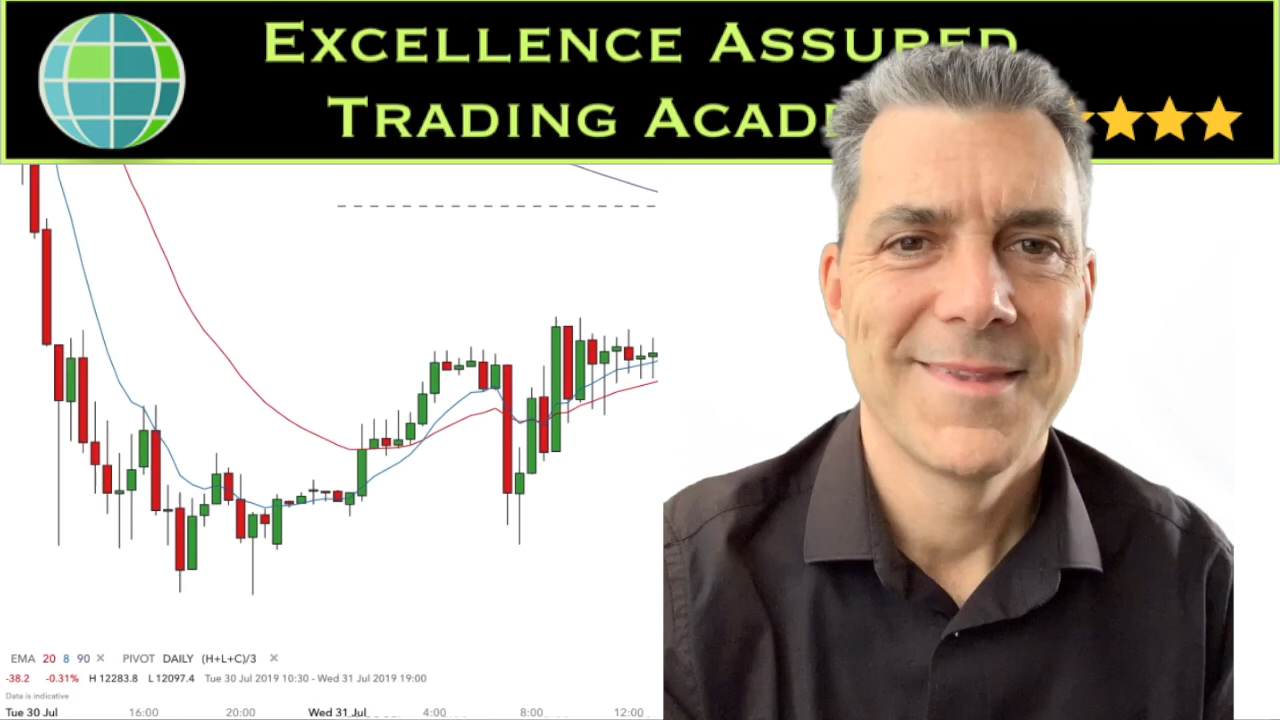 EXCELLENCE ASSURED
TRADING ACAD
EMA 20 8 90 × PIVOT DAILY (H+L+C)/3 ×
-38.2 -0.31% H 12283.8 L 12097.4 Tue 30 Jul 2019 10:30 - Wed 31 Jul 2019 19:00
Data is indicative
Tue 30 Jul 16:00 20:00 Wed 31 Jul 4:00 8:00 12:00